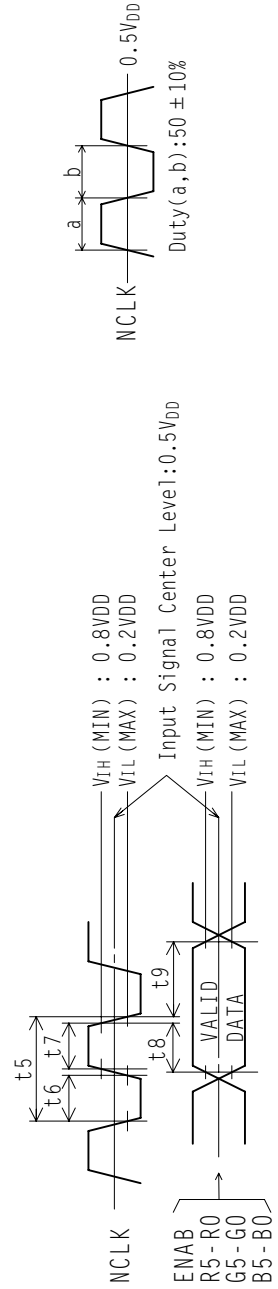 t5
t6
t7
NCLK
VIH(MIN) : 0.8VDD
VIL(MAX) : 0.2VDD
Input Signal Center Level:0.5VDD
t8
t9
ENAB
R5-R0
G5-G0
B5-B0
VALID
DATA
VIH(MIN) : 0.8VDD
VIL(MAX) : 0.2VDD
a
b
NCLK
0.5VDD
Duty(a,b):50±10%